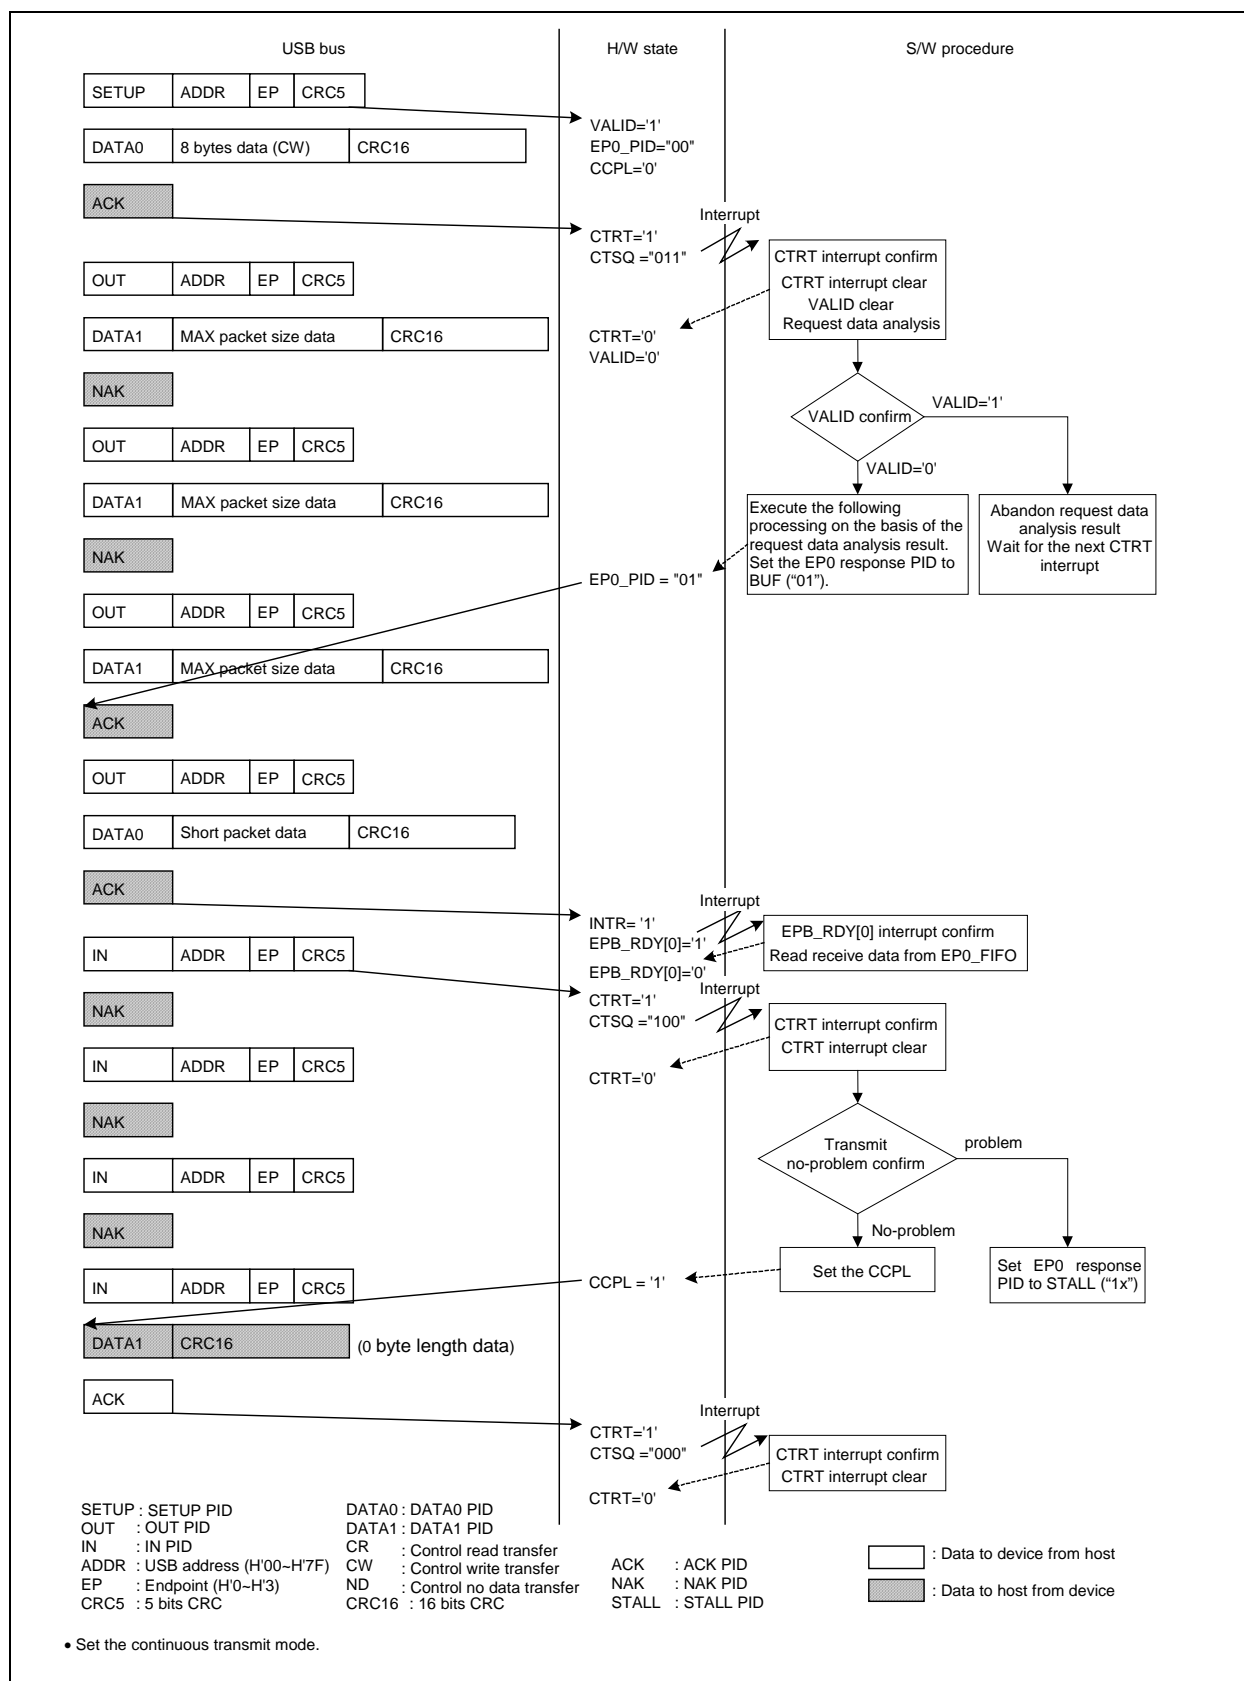 USB bus H/W state S/W procedure
SETUP ADDR EP CRC5
VALID='1'
EP0_PID="00"
CCPL='0'
DATA0 8 bytes data (CW) CRC16
ACK
Interrupt
CTRT='1'
CTSQ ="011"
CTRT interrupt confirm
CTRT interrupt clear
VALID clear
Request data analysis
OUT ADDR EP CRC5
CTRT='0'
VALID='0'
DATA1 MAX packet size data CRC16
NAK
VALID confirm
VALID='1'
VALID='0'
OUT ADDR EP CRC5
DATA1 MAX packet size data CRC16
Execute the following
processing on the basis of the
request data analysis result.
Set the EP0 response PID to
BUF (“01”).
Abandon request data
analysis result
Wait for the next CTRT
interrupt
NAK
EP0_PID = "01"
OUT ADDR EP CRC5
DATA1 MAX packet size data CRC16
ACK
OUT ADDR EP CRC5
DATA0 Short packet data CRC16
ACK
Interrupt
INTR= '1'
EPB_RDY[0]='1'
EPB_RDY[0] interrupt confirm
Read receive data from EP0_FIFO
IN ADDR EP CRC5
EPB_RDY[0]='0'
Interrupt
CTRT='1'
CTSQ ="100"
CTRT interrupt confirm
CTRT interrupt clear
NAK
IN ADDR EP CRC5
CTRT='0'
NAK
Transmit
no-problem confirm
problem
No-problem
IN ADDR EP CRC5
NAK
Set the CCPL
Set EP0 response
PID to STALL (“1x”)
CCPL = '1'
IN ADDR EP CRC5
DATA1 CRC16 (0 byte length data)
ACK
Interrupt
CTRT='1'
CTSQ ="000"
CTRT interrupt confirm
CTRT interrupt clear
CTRT='0'
SETUP : SETUP PID
OUT : OUT PID
IN : IN PID
ADDR : USB address (H'00~H'7F)
EP : Endpoint (H'0~H'3)
CRC5 : 5 bits CRC
DATA0 : DATA0 PID
DATA1 : DATA1 PID
CR : Control read transfer
CW : Control write transfer
ND : Control no data transfer
CRC16 : 16 bits CRC
ACK : ACK PID
NAK : NAK PID
STALL : STALL PID
: Data to device from host
: Data to host from device
• Set the continuous transmit mode.